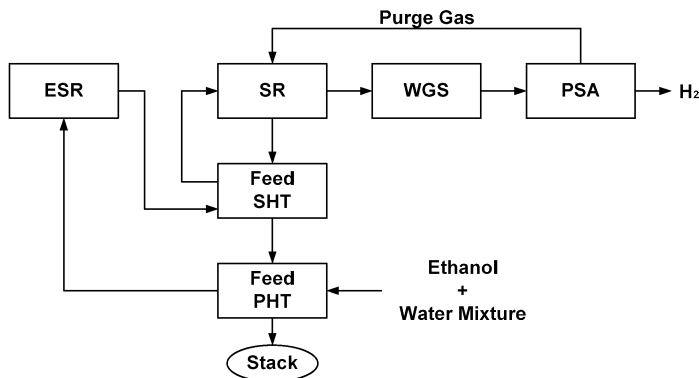 Purge Gas
ESR
SR
WGS
PSA
H₂
Feed
SHT
Feed
PHT
Ethanol
+
Water Mixture
Stack